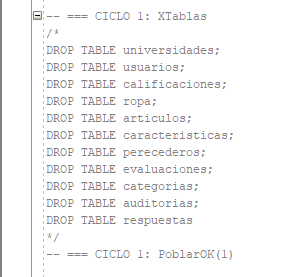 -- === CICLO 1: XTablas
/*
DROP TABLE universidades;
DROP TABLE usuarios;
DROP TABLE calificaciones;
DROP TABLE ropa;
DROP TABLE articulos;
DROP TABLE caracteristicas;
DROP TABLE perecederos;
DROP TABLE evaluaciones;
DROP TABLE categorias;
DROP TABLE auditorias;
DROP TABLE respuestas
*/
-- === CICLO 1: PoblarOK(1)